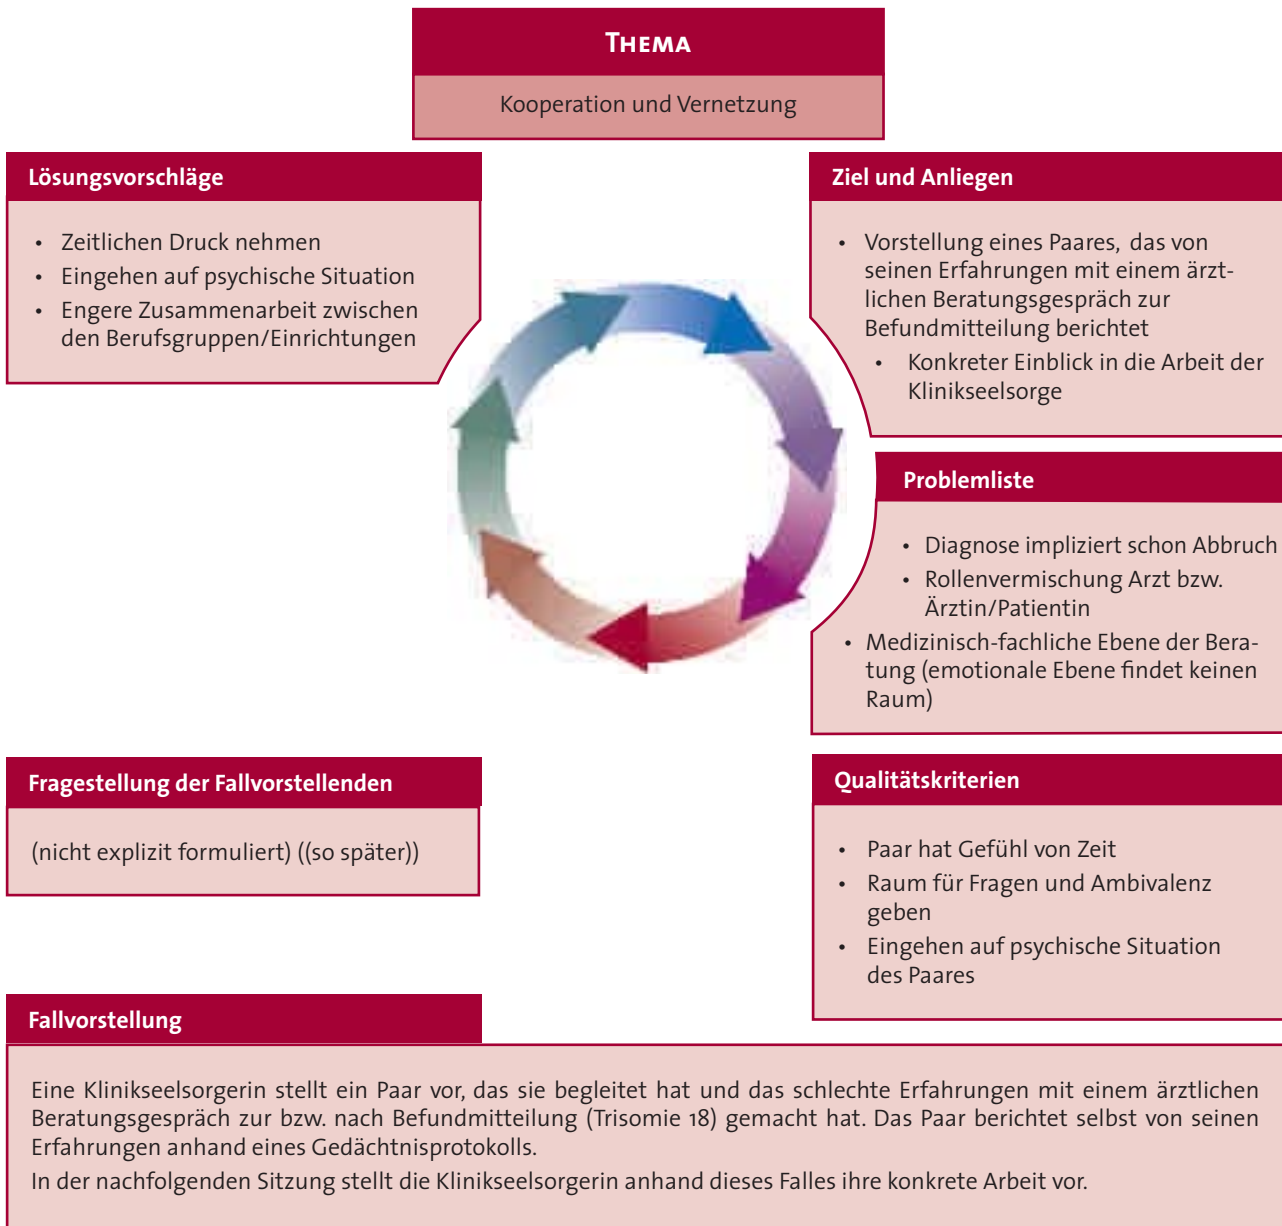 THEMA
Kooperation und Vernetzung
Lösungsvorschläge
• Zeitlichen Druck nehmen
• Eingehen auf psychische Situation
• Engere Zusammenarbeit zwischen
den Berufsgruppen/Einrichtungen
Ziel und Anliegen
• Vorstellung eines Paares, das von
seinen Erfahrungen mit einem ärzt-
lichen Beratungsgespräch zur
Befundmitteilung berichtet
• Konkreter Einblick in die Arbeit der
Klinikseelsorge
Problemliste
• Diagnose impliziert schon Abbruch
• Rollenvermischung Arzt bzw.
Ärztin/Patientin
• Medizinisch-fachliche Ebene der Bera-
tung (emotionale Ebene findet keinen
Raum)
Fragestellung der Fallvorstellenden
(nicht explizit formuliert) ((so später))
Qualitätskriterien
• Paar hat Gefühl von Zeit
• Raum für Fragen und Ambivalenz
geben
• Eingehen auf psychische Situation
des Paares
Fallvorstellung
Eine Klinikseelsorgerin stellt ein Paar vor, das sie begleitet hat und das schlechte Erfahrungen mit einem ärztlichen
Beratungsgespräch zur bzw. nach Befundmitteilung (Trisomie 18) gemacht hat. Das Paar berichtet selbst von seinen
Erfahrungen anhand eines Gedächtnisprotokolls.
In der nachfolgenden Sitzung stellt die Klinikseelsorgerin anhand dieses Falles ihre konkrete Arbeit vor.